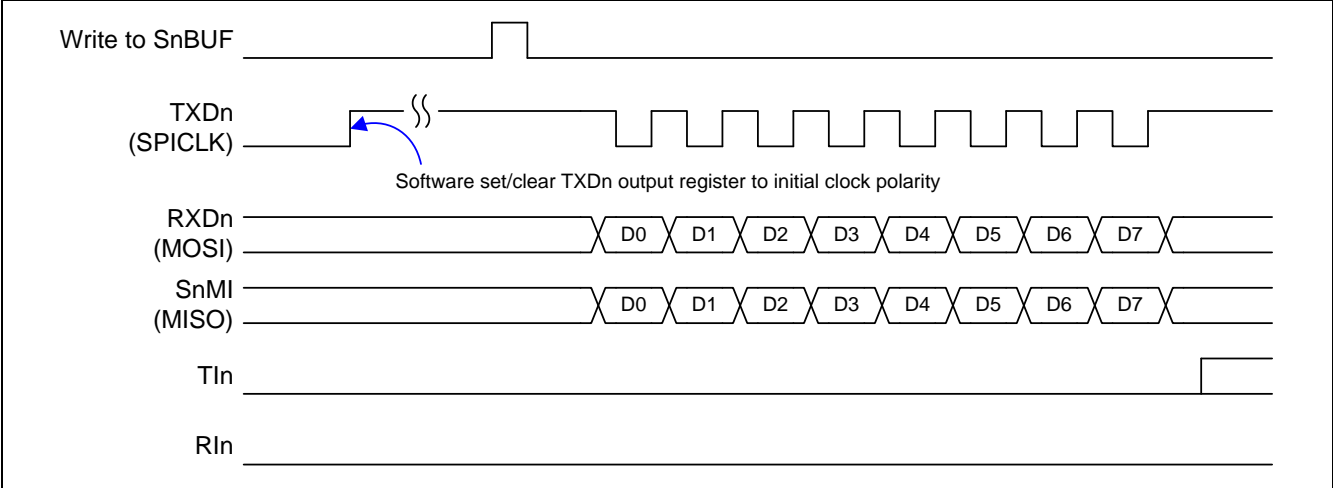 Write to SnBUF
TXDn
(SPICLK)
Software set/clear TXDn output register to initial clock polarity
RXDn
(MOSI)
D0 D1 D2 D3 D4 D5 D6 D7
SnMI
(MISO)
D0 D1 D2 D3 D4 D5 D6 D7
TIn
RIn